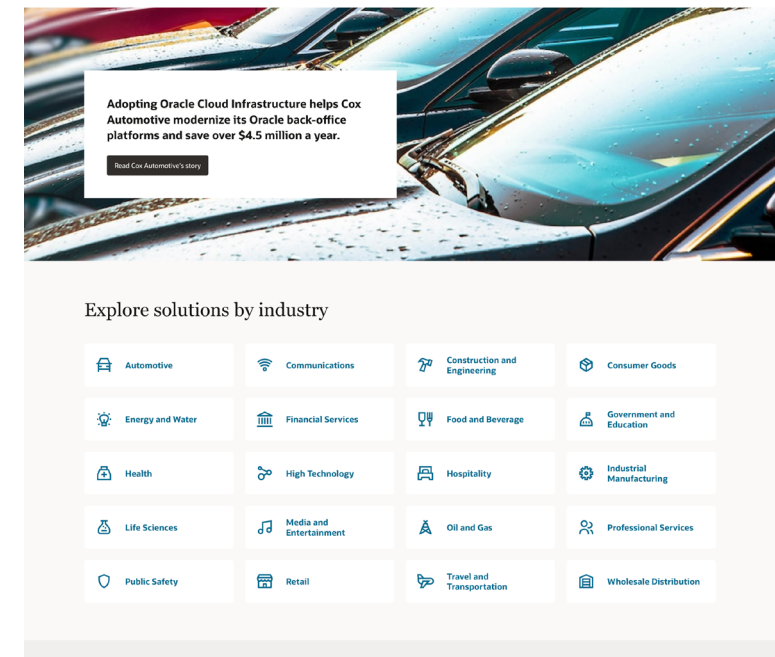 Adopting Oracle Cloud Infrastructure helps Cox
Automotive modernize its Oracle back-office
platforms and save over $4.5 million a year.
Read Cox Automotive's story
Explore solutions by industry
Automotive
Communications
Construction and
Engineering
Consumer Goods
Energy and Water
Financial Services
Food and Beverage
Government and
Education
Health
High Technology
Hospitality
Industrial
Manufacturing
Life Sciences
Media and
Entertainment
Oil and Gas
Professional Services
Public Safety
Retail
Travel and
Transportation
Wholesale Distribution